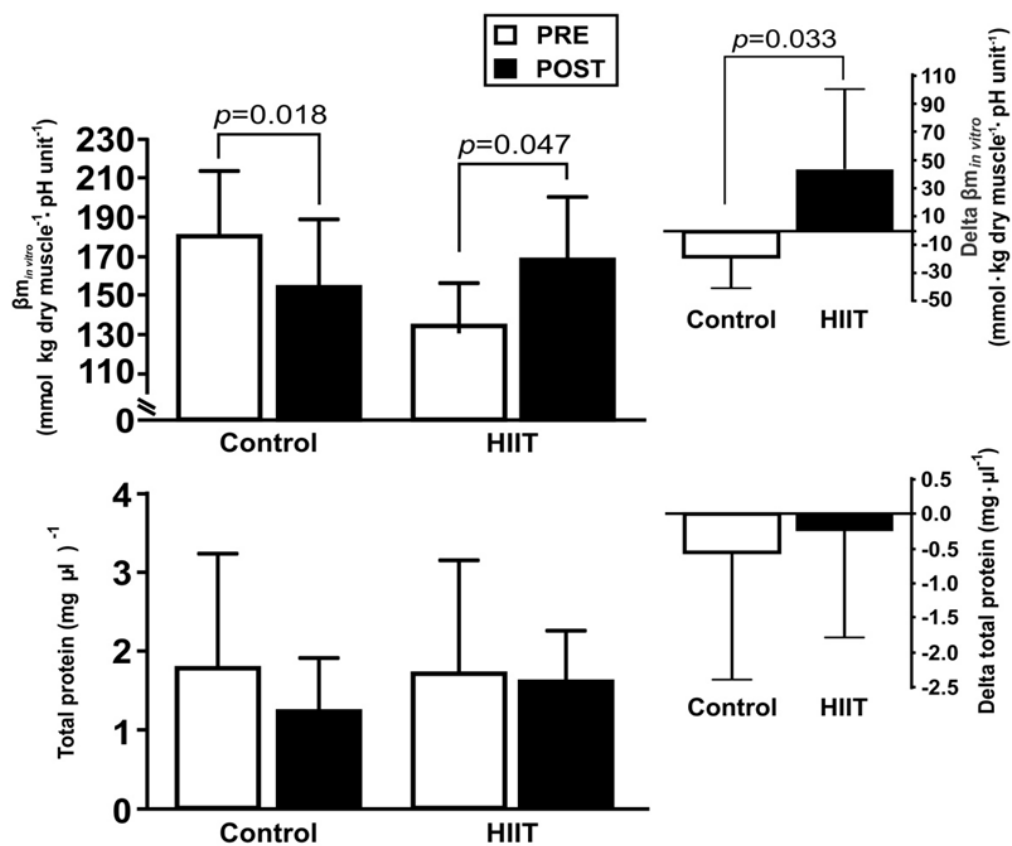 PRE
POST
p=0.018
p=0.047
p=0.033
βm in vitro
(mmol kg dry muscle⁻¹· pH unit⁻¹)
230
210
190
170
150
130
110
0
Control
HIIT
Delta βm in vitro
(mmol·kg dry muscle⁻¹· pH unit⁻¹)
110
90
70
50
30
10
-10
-30
-50
Control
HIIT
Total protein (mg µl )⁻¹
4
3
2
1
0
Control
HIIT
Delta total protein (mg·µl⁻¹)
0.5
0.0
-0.5
-1.0
-1.5
-2.0
-2.5
Control
HIIT